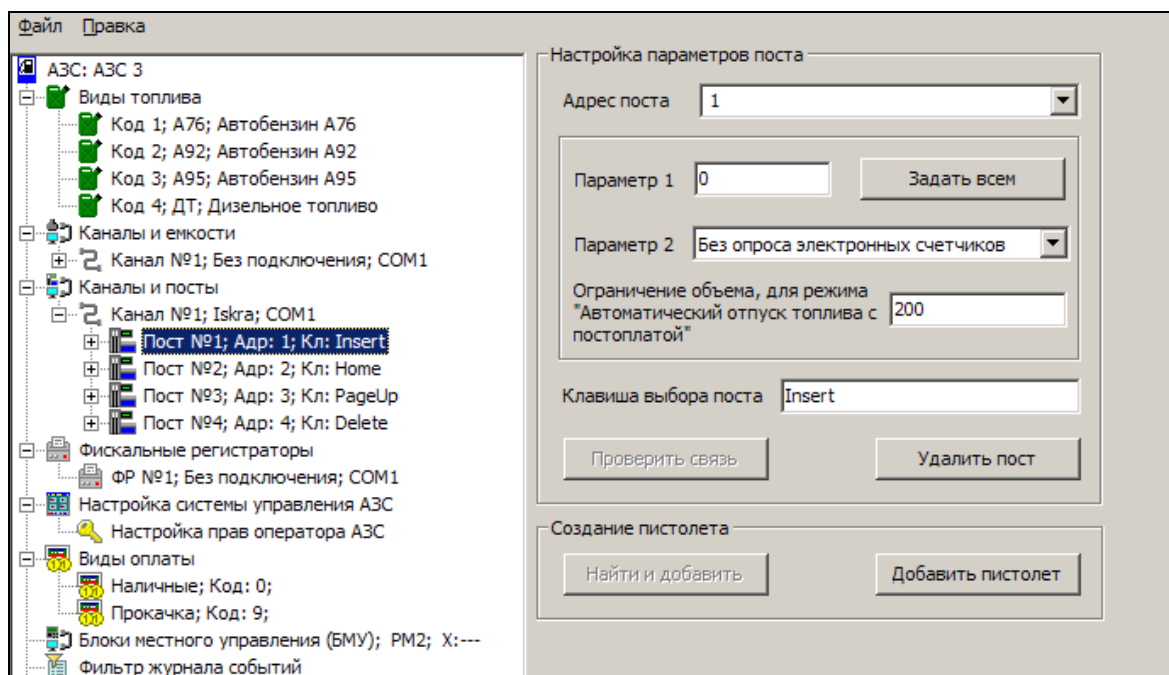 Файл Правка
АЗС: АЗС 3
Виды топлива
Код 1; А76; Автобензин А76
Код 2; А92; Автобензин А92
Код 3; А95; Автобензин А95
Код 4; ДТ; Дизельное топливо
Каналы и емкости
Канал №1; Без подключения; COM1
Каналы и посты
Канал №1; Iskra; COM1
Пост №1; Адр: 1; Кл: Insert
Пост №2; Адр: 2; Кл: Home
Пост №3; Адр: 3; Кл: PageUp
Пост №4; Адр: 4; Кл: Delete
Фискальные регистраторы
ФР №1; Без подключения; COM1
Настройка системы управления АЗС
Настройка прав оператора АЗС
Виды оплаты
Наличные; Код: 0;
Прокачка; Код: 9;
Блоки местного управления (БМУ); РМ2; X:---
Фильтр журнала событий
Настройка параметров поста
Адрес поста 1
Параметр 1 0 Задать всем
Параметр 2 Без опроса электронных счетчиков
Ограничение объема, для режима
"Автоматический отпуск топлива с 200
постоплатой"
Клавиша выбора поста Insert
Проверить связь Удалить пост
Создание пистолета
Найти и добавить Добавить пистолет